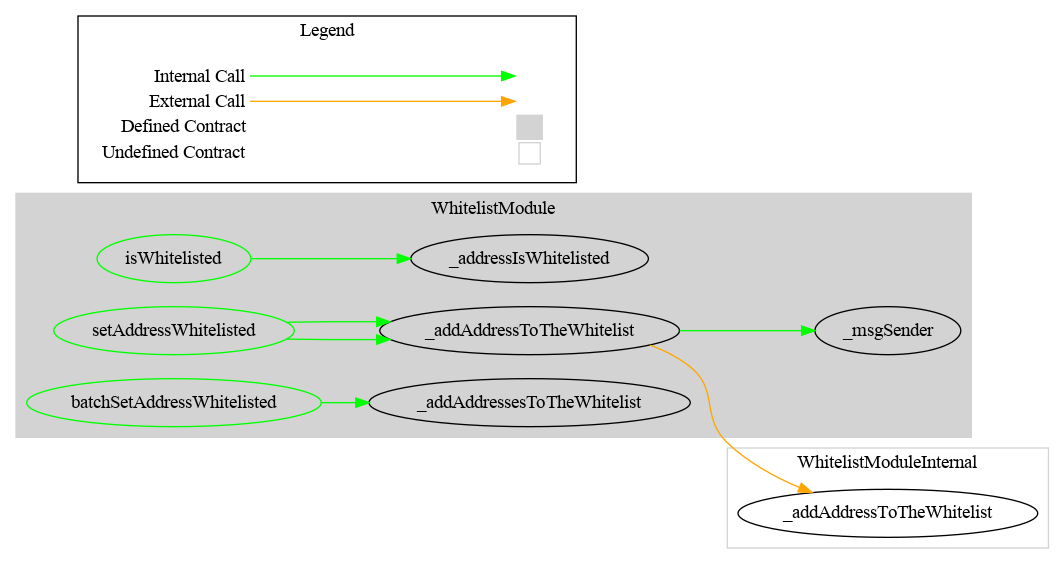 Legend
Internal Call
External Call
Defined Contract
Undefined Contract
WhitelistModule
isWhitelisted
_addressIsWhitelisted
setAddressWhitelisted
_addAddressToTheWhitelist
_msgSender
batchSetAddressWhitelisted
_addAddressesToTheWhitelist
WhitelistModuleInternal
_addAddressToTheWhitelist